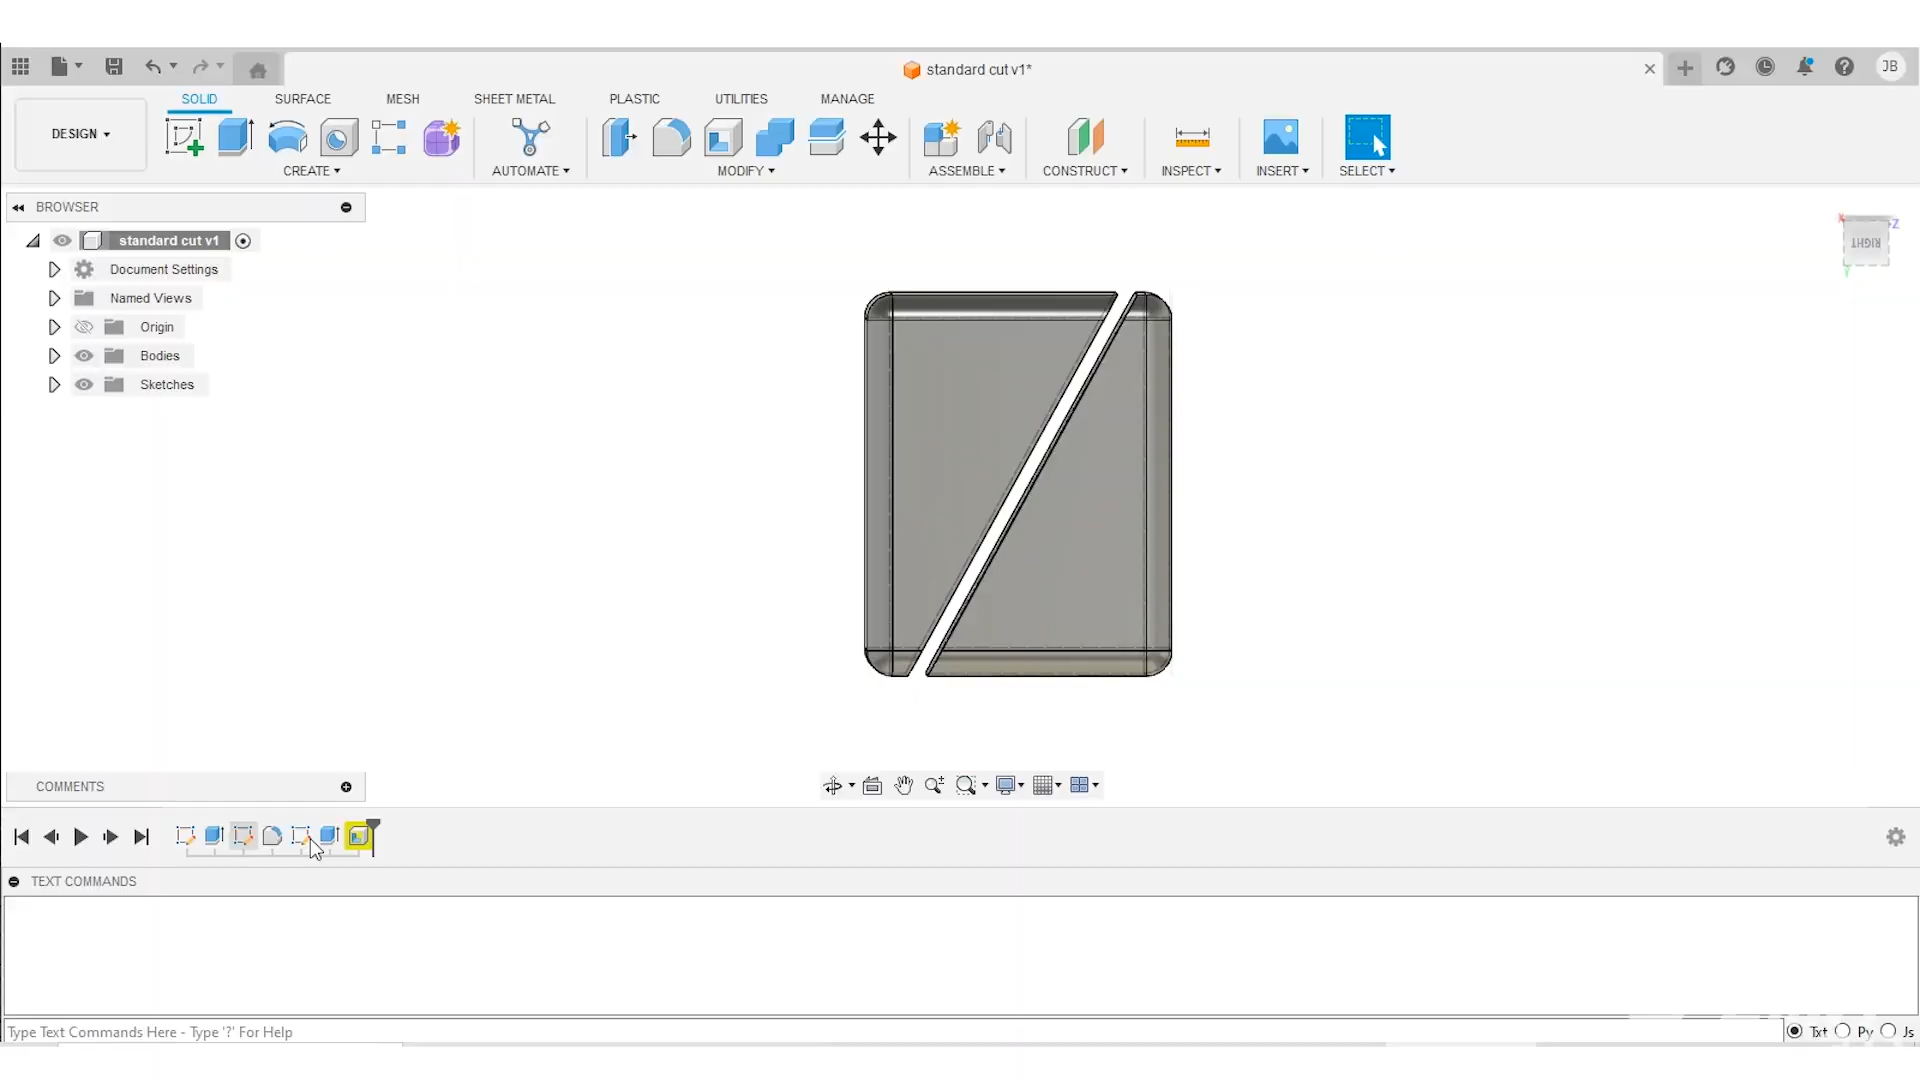 standard cut v1*
JB
SOLID
SURFACE
MESH
SHEET METAL
PLASTIC
UTILITIES
MANAGE
DESIGN
CREATE
AUTOMATE
MODIFY
ASSEMBLE
CONSTRUCT
INSPECT
INSERT
SELECT
BROWSER
standard cut v1
Document Settings
Named Views
Origin
Bodies
Sketches
Z
RIGHT
COMMENTS
TEXT COMMANDS
Type Text Commands Here - Type '?' For Help
Txt
Py
Js